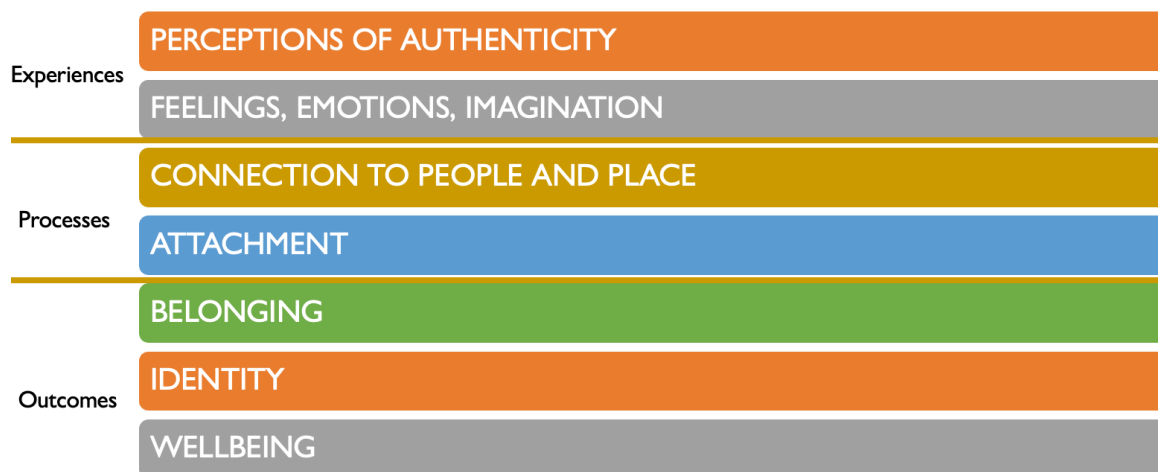 Experiences
PERCEPTIONS OF AUTHENTICITY
FEELINGS, EMOTIONS, IMAGINATION
Processes
CONNECTION TO PEOPLE AND PLACE
ATTACHMENT
Outcomes
BELONGING
IDENTITY
WELLBEING